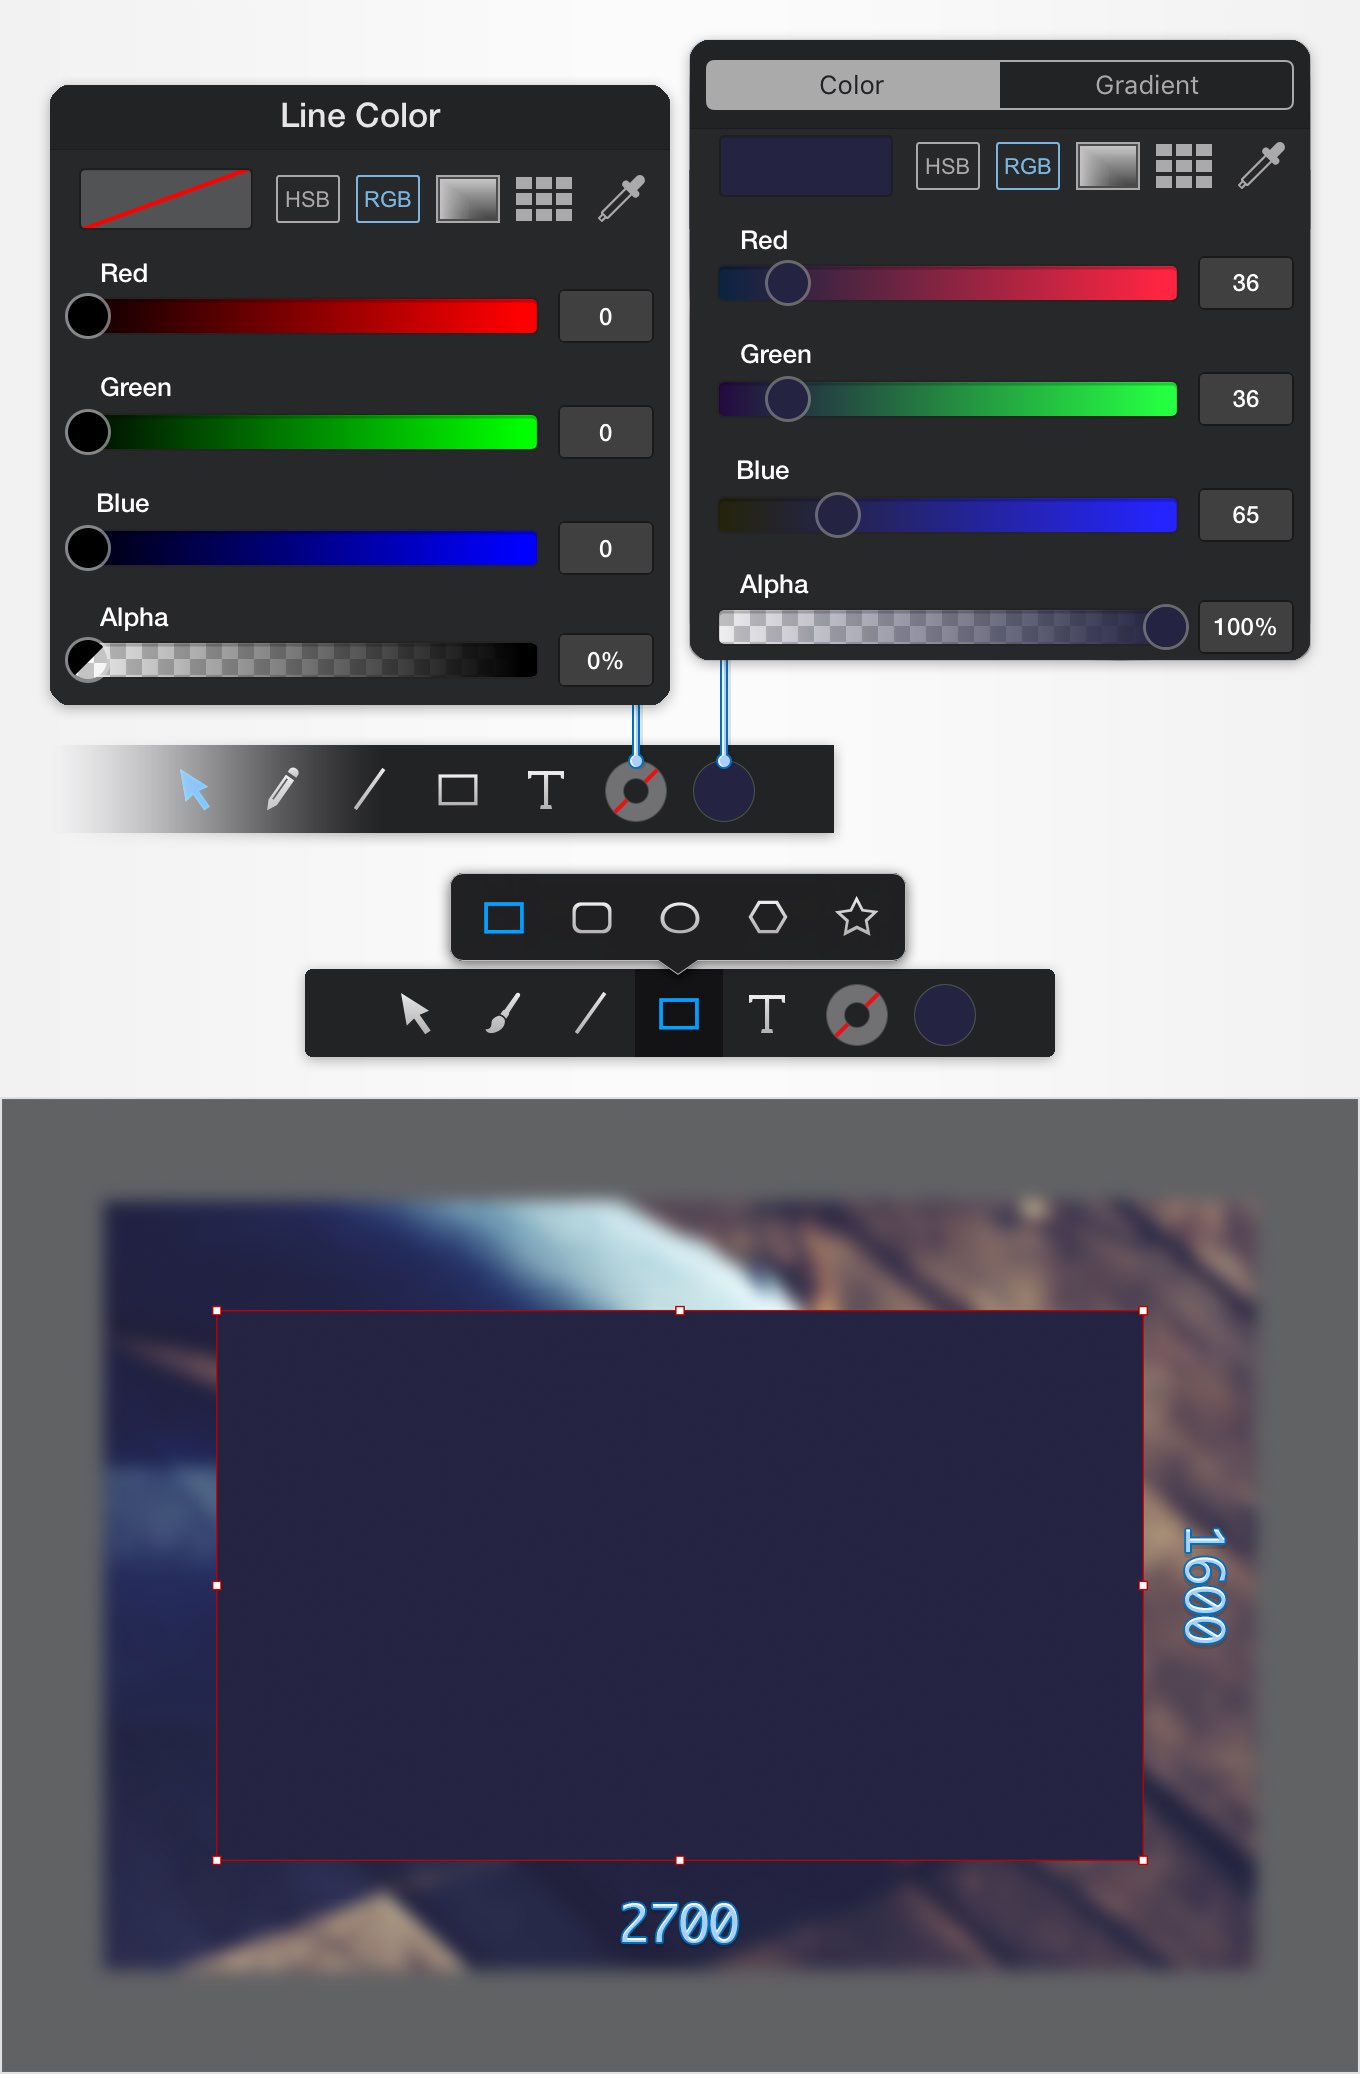 Line Color
HSB RGB
Red
0
Green
0
Blue
0
Alpha
0%
Color Gradient
HSB RGB
Red
36
Green
36
Blue
65
Alpha
100%
T
T
1600
2700